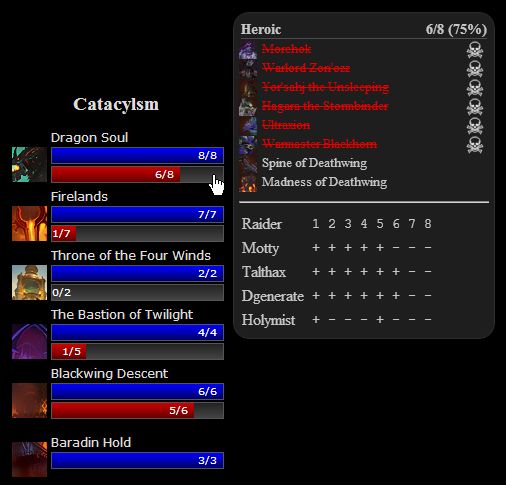 Catacylsm
Dragon Soul
8/8
6/8
Firelands
7/7
1/7
Throne of the Four Winds
2/2
0/2
The Bastion of Twilight
4/4
1/5
Blackwing Descent
6/6
5/6
Baradin Hold
3/3
Heroic 6/8 (75%)
Morchok
Warlord Zon'ozz
Yor'sahj the Unsleeping
Hagara the Stormbinder
Ultraxion
Warmaster Blackhorn
Spine of Deathwing
Madness of Deathwing
Raider 1 2 3 4 5 6 7 8
Motty + + + + + - - -
Talthax + + + + + + - -
Dgenerate + + + + + + - -
Holymist + - - - + - - -